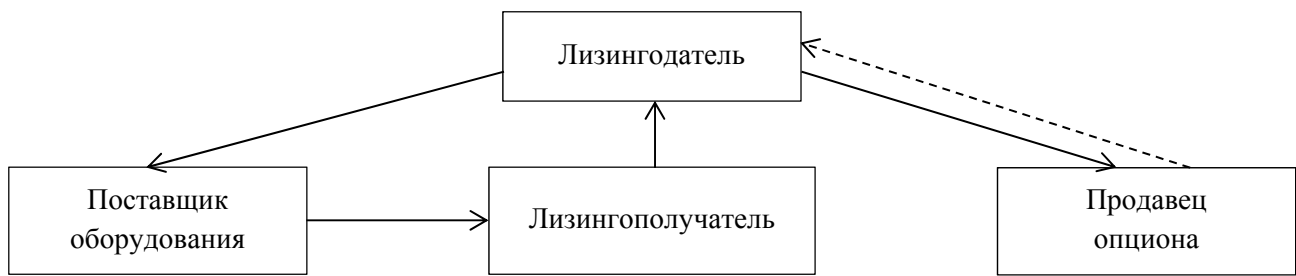 Лизингодатель
Поставщик
оборудования
Лизингополучатель
Продавец
опциона